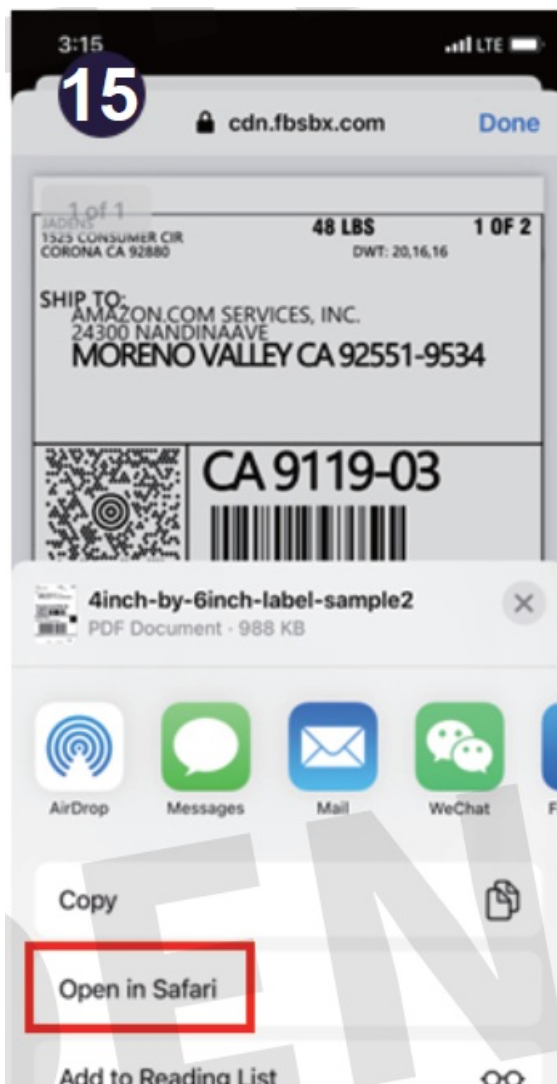 3:15
LTE
15
cdn.fbsbx.com
Done
1 of 1
JADENS
1525 CONSUMER CIR
CORONA CA 92880
48 LBS
1 OF 2
DWT: 20,16,16
SHIP TO:
AMAZON.COM SERVICES, INC.
24300 NANDINAAVE
MORENO VALLEY CA 92551-9534
CA 9119-03
4inch-by-6inch-label-sample2
PDF Document · 988 KB
AirDrop
Messages
Mail
WeChat
F
Copy
Open in Safari
Add to Reading List
DEN